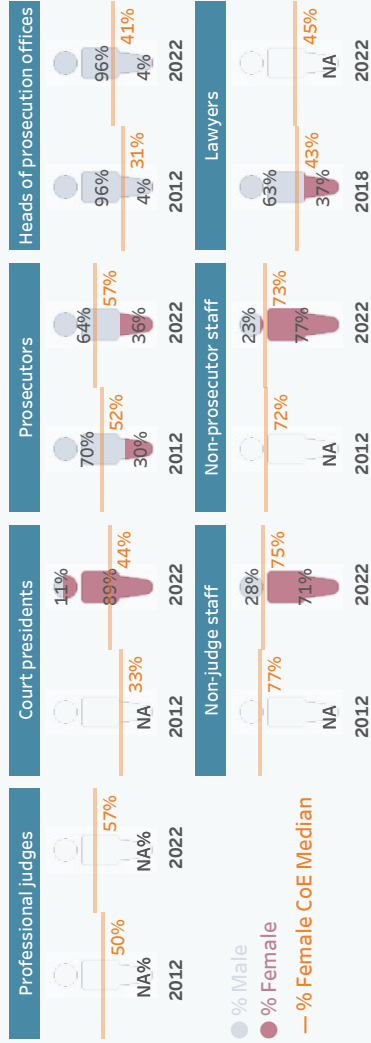 Professional judges
NA%
50%
2012
NA%
57%
2022
Court presidents
NA
33%
2012
11%
89%
44%
2022
Prosecutors
70%
30%
52%
2012
64%
36%
57%
2022
Heads of prosecution offices
96%
4%
31%
2012
96%
4%
41%
2022
% Male
% Female
% Female CoE Median
Non-judge staff
NA
77%
2012
28%
71%
75%
2022
Non-prosecutor staff
NA
72%
2012
23%
77%
73%
2022
Lawyers
63%
37%
43%
2018
NA
45%
2022